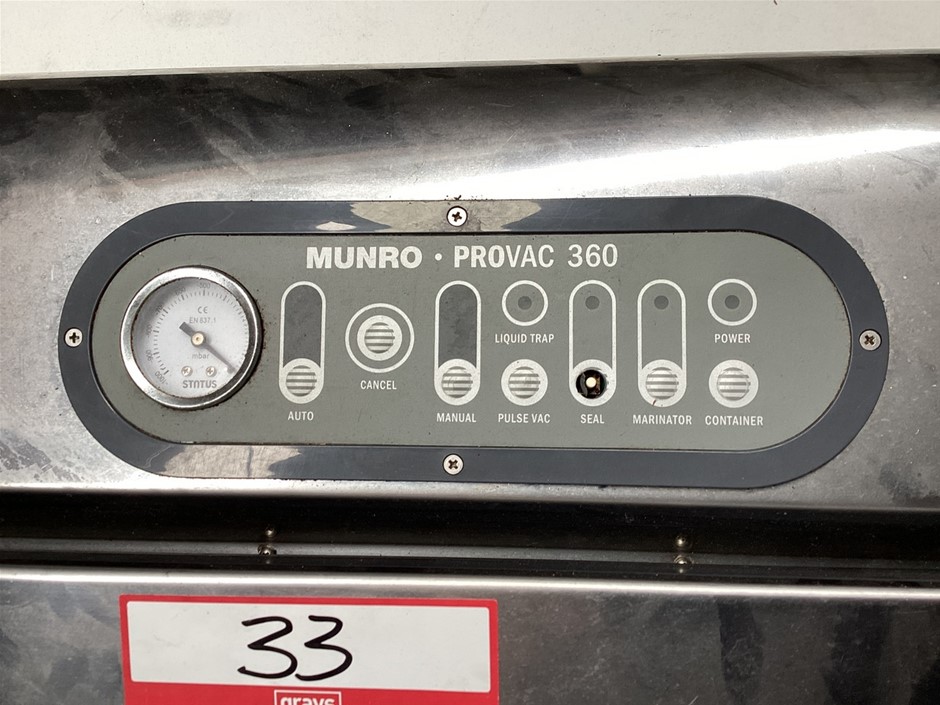 MUNRO • PROVAC 360
CE
EN 837.1
mbar
STATUS
AUTO
CANCEL
MANUAL
LIQUID TRAP
PULSE VAC
SEAL
MARINATOR
POWER
CONTAINER
33
grays